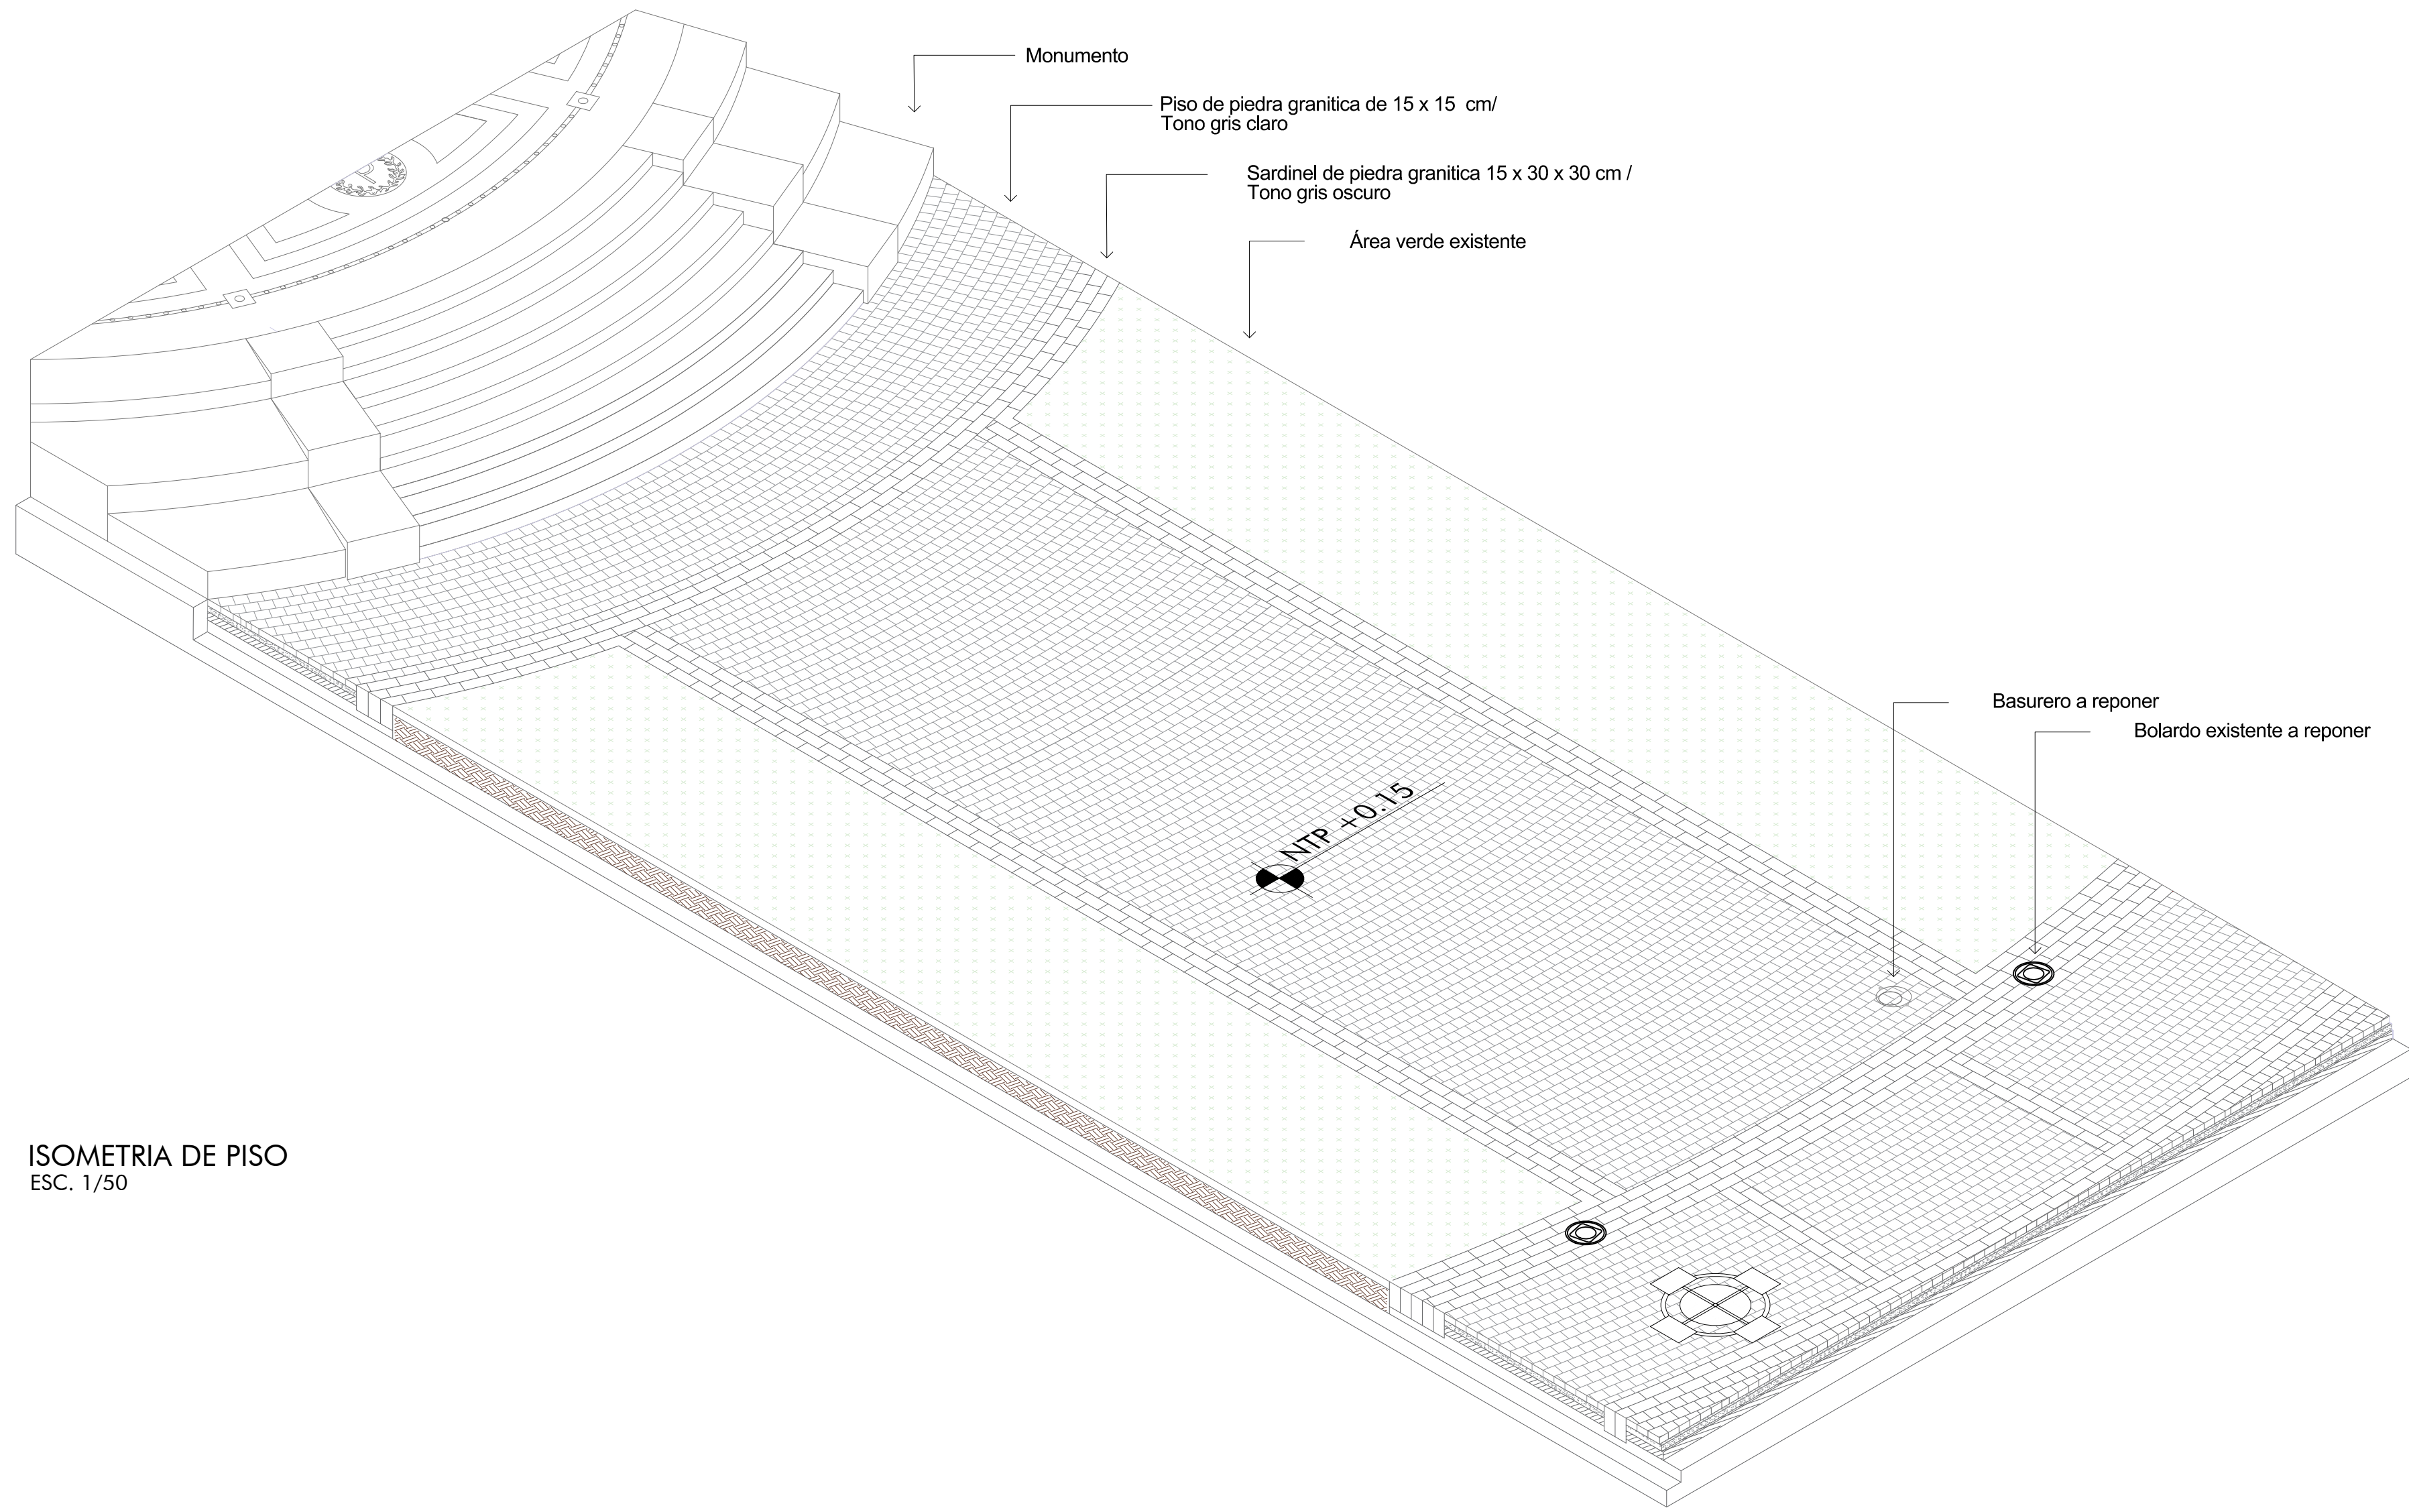 Monumento
Piso de piedra granitica de 15 x 15 cm/
Tono gris claro
Sardinel de piedra granitica 15 x 30 x 30 cm /
Tono gris oscuro
Área verde existente
Basurero a reponer
Bolardo existente a reponer
NTP +0.15
ISOMETRIA DE PISO
ESC. 1/50